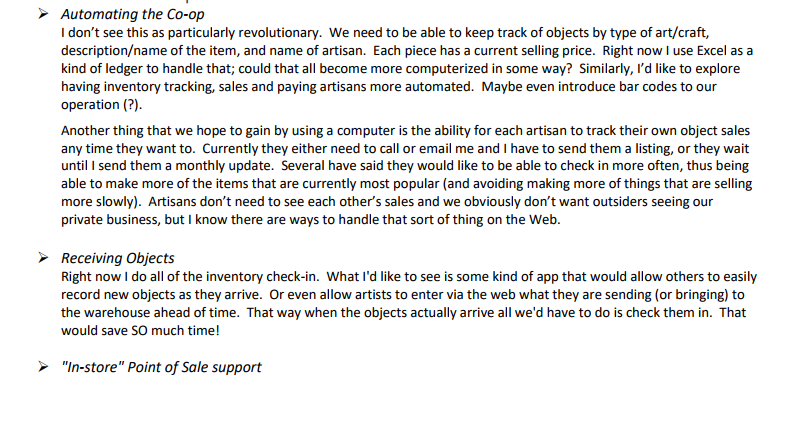 ➢ Automating the Co-op
I don't see this as particularly revolutionary.  We need to be able to keep track of objects by type of art/craft,
description/name of the item, and name of artisan.  Each piece has a current selling price.  Right now I use Excel as a
kind of ledger to handle that; could that all become more computerized in some way?  Similarly, I'd like to explore
having inventory tracking, sales and paying artisans more automated.  Maybe even introduce bar codes to our
operation (?).
Another thing that we hope to gain by using a computer is the ability for each artisan to track their own object sales
any time they want to.  Currently they either need to call or email me and I have to send them a listing, or they wait
until I send them a monthly update.  Several have said they would like to be able to check in more often, thus being
able to make more of the items that are currently most popular (and avoiding making more of things that are selling
more slowly).  Artisans don't need to see each other's sales and we obviously don't want outsiders seeing our
private business, but I know there are ways to handle that sort of thing on the Web.
➢ Receiving Objects
Right now I do all of the inventory check-in.  What I'd like to see is some kind of app that would allow others to easily
record new objects as they arrive.  Or even allow artists to enter via the web what they are sending (or bringing) to
the warehouse ahead of time.  That way when the objects actually arrive all we'd have to do is check them in.  That
would save SO much time!
➢ "In-store" Point of Sale support